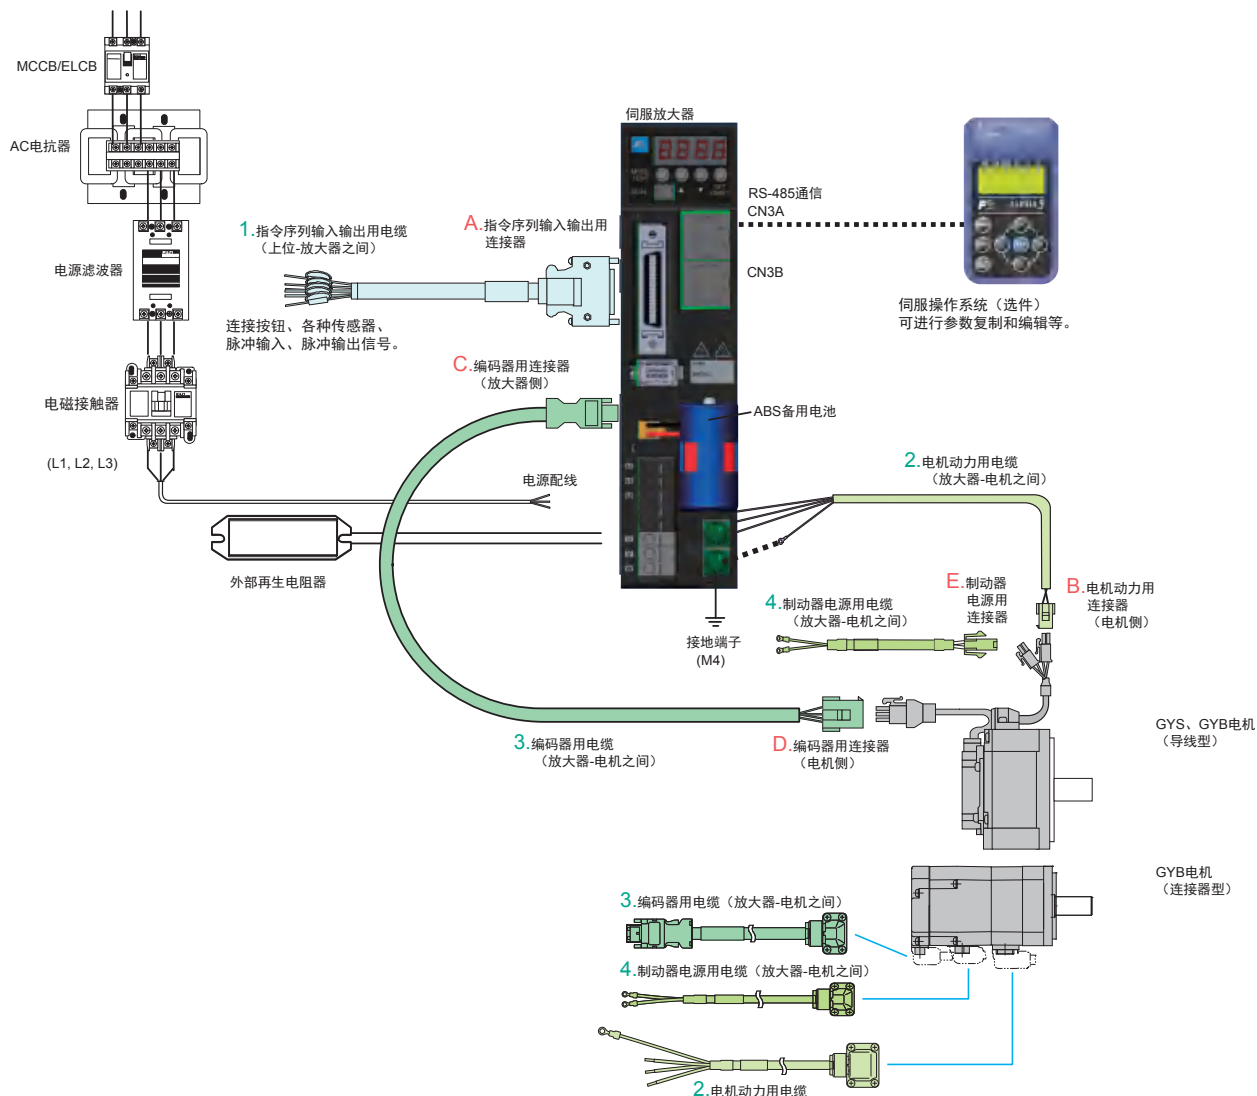 MCCB/ELCB
AC电抗器
电源滤波器
电磁接触器
(L1, L2, L3)
1.指令序列输入输出用电缆
（上位-放大器之间）
连接按钮、各种传感器、
脉冲输入、脉冲输出信号。
A.指令序列输入输出用
连接器
伺服放大器
RS-485通信
CN3A
CN3B
伺服操作系统（选件）
可进行参数复制和编辑等。
C.编码器用连接器
（放大器侧）
ABS备用电池
电源配线
外部再生电阻器
2.电机动力用电缆
（放大器-电机之间）
接地端子
(M4)
4.制动器电源用电缆
（放大器-电机之间）
E.制动器
电源用
连接器
B.电机动力用
连接器
（电机侧）
3.编码器用电缆
（放大器-电机之间）
D.编码器用连接器
（电机侧）
GYS、GYB电机
（导线型）
GYB电机
（连接器型）
3.编码器用电缆（放大器-电机之间）
4.制动器电源用电缆（放大器-电机之间）
2.电机动力用电缆